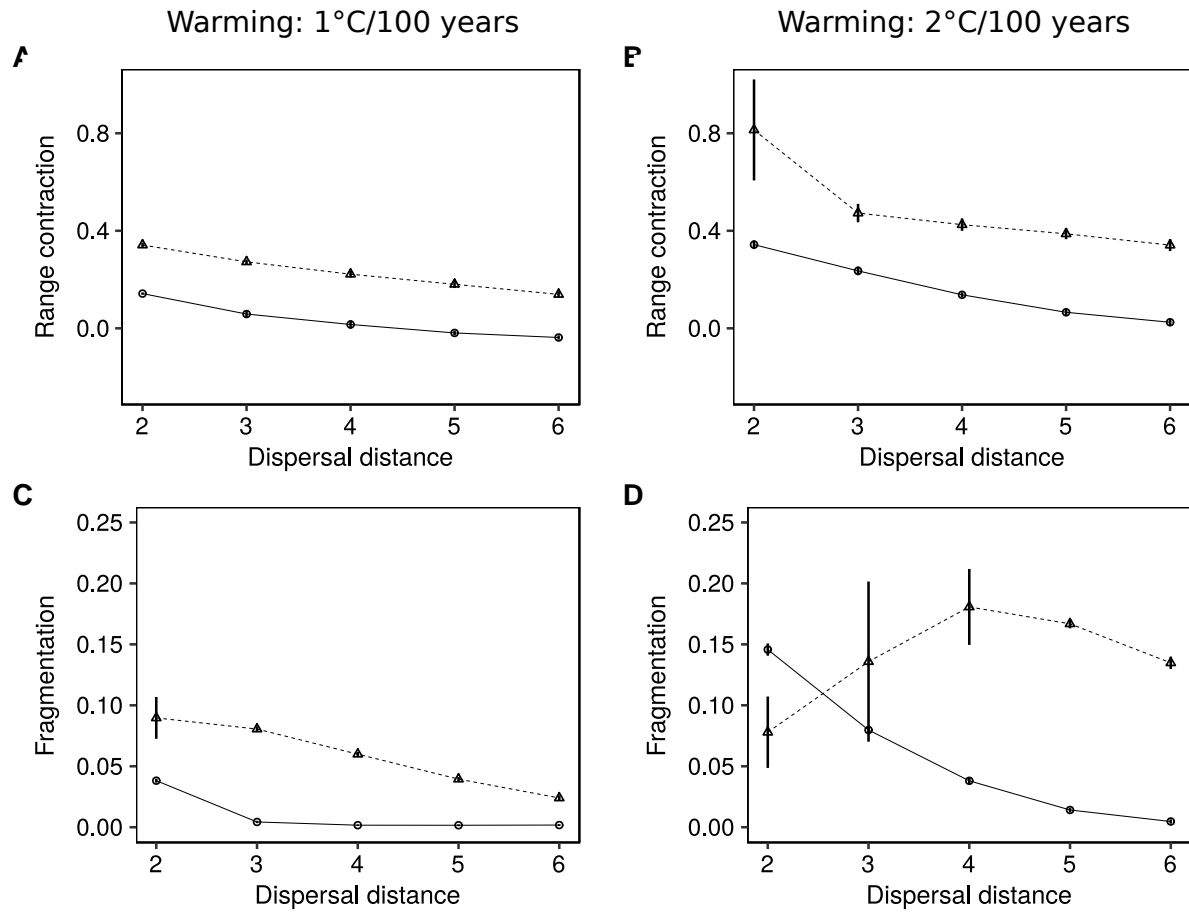 Warming: 1°C/100 years
Warming: 2°C/100 years
A
Range contraction
0.8
0.4
0.0
2 3 4 5 6
Dispersal distance
B
Range contraction
0.8
0.4
0.0
2 3 4 5 6
Dispersal distance
C
Fragmentation
0.25
0.20
0.15
0.10
0.05
0.00
2 3 4 5 6
Dispersal distance
D
Fragmentation
0.25
0.20
0.15
0.10
0.05
0.00
2 3 4 5 6
Dispersal distance